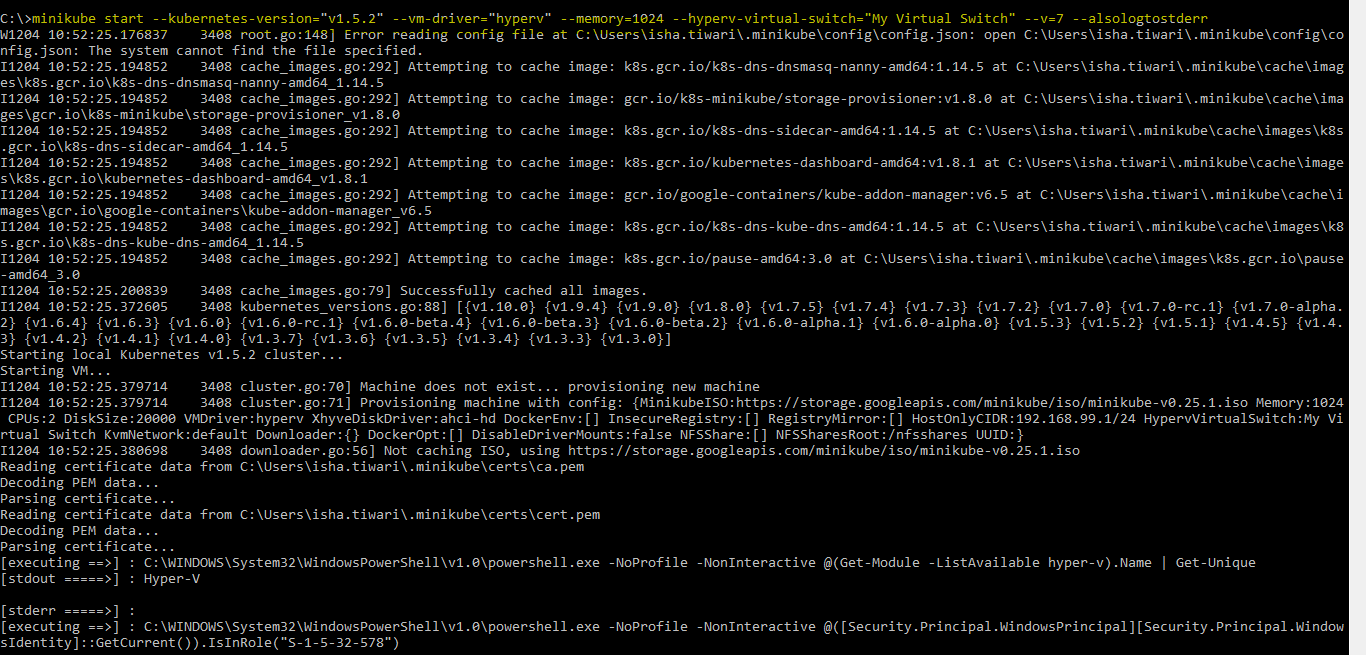 C:\>minikube start --kubernetes-version="v1.5.2" --vm-driver="hyperv" --memory=1024 --hyperv-virtual-switch="My Virtual Switch" --v=7 --alsologtostderr
W1204 10:52:25.176837    3408 root.go:148] Error reading config file at C:\Users\isha.tiwari\.minikube\config\config.json: open C:\Users\isha.tiwari\.minikube\config\co
nfig.json: The system cannot find the file specified.
I1204 10:52:25.194852    3408 cache_images.go:292] Attempting to cache image: k8s.gcr.io/k8s-dns-dnsmasq-nanny-amd64:1.14.5 at C:\Users\isha.tiwari\.minikube\cache\imag
es\k8s.gcr.io\k8s-dns-dnsmasq-nanny-amd64_1.14.5
I1204 10:52:25.194852    3408 cache_images.go:292] Attempting to cache image: gcr.io/k8s-minikube/storage-provisioner:v1.8.0 at C:\Users\isha.tiwari\.minikube\cache\ima
ges\gcr.io\k8s-minikube\storage-provisioner_v1.8.0
I1204 10:52:25.194852    3408 cache_images.go:292] Attempting to cache image: k8s.gcr.io/k8s-dns-sidecar-amd64:1.14.5 at C:\Users\isha.tiwari\.minikube\cache\images\k8s
.gcr.io\k8s-dns-sidecar-amd64_1.14.5
I1204 10:52:25.194852    3408 cache_images.go:292] Attempting to cache image: k8s.gcr.io/kubernetes-dashboard-amd64:v1.8.1 at C:\Users\isha.tiwari\.minikube\cache\image
s\k8s.gcr.io\kubernetes-dashboard-amd64_v1.8.1
I1204 10:52:25.194852    3408 cache_images.go:292] Attempting to cache image: gcr.io/google-containers/kube-addon-manager:v6.5 at C:\Users\isha.tiwari\.minikube\cache\i
mages\gcr.io\google-containers\kube-addon-manager_v6.5
I1204 10:52:25.194852    3408 cache_images.go:292] Attempting to cache image: k8s.gcr.io/k8s-dns-kube-dns-amd64:1.14.5 at C:\Users\isha.tiwari\.minikube\cache\images\k8
s.gcr.io\k8s-dns-kube-dns-amd64_1.14.5
I1204 10:52:25.194852    3408 cache_images.go:292] Attempting to cache image: k8s.gcr.io/pause-amd64:3.0 at C:\Users\isha.tiwari\.minikube\cache\images\k8s.gcr.io\pause
-amd64_3.0
I1204 10:52:25.200839    3408 cache_images.go:79] Successfully cached all images.
I1204 10:52:25.372605    3408 kubernetes_versions.go:88] [{v1.10.0} {v1.9.4} {v1.9.0} {v1.8.0} {v1.7.5} {v1.7.4} {v1.7.3} {v1.7.2} {v1.7.0} {v1.7.0-rc.1} {v1.7.0-alpha.
2} {v1.6.4} {v1.6.3} {v1.6.0} {v1.6.0-rc.1} {v1.6.0-beta.4} {v1.6.0-beta.3} {v1.6.0-beta.2} {v1.6.0-alpha.1} {v1.6.0-alpha.0} {v1.5.3} {v1.5.2} {v1.5.1} {v1.4.5} {v1.4.
3} {v1.4.2} {v1.4.1} {v1.4.0} {v1.3.7} {v1.3.6} {v1.3.5} {v1.3.4} {v1.3.3} {v1.3.0}]
Starting local Kubernetes v1.5.2 cluster...
Starting VM...
I1204 10:52:25.379714    3408 cluster.go:70] Machine does not exist... provisioning new machine
I1204 10:52:25.379714    3408 cluster.go:71] Provisioning machine with config: {MinikubeISO:https://storage.googleapis.com/minikube/iso/minikube-v0.25.1.iso Memory:1024
 CPUs:2 DiskSize:20000 VMDriver:hyperv XhyveDiskDriver:ahci-hd DockerEnv:[] InsecureRegistry:[] RegistryMirror:[] HostOnlyCIDR:192.168.99.1/24 HypervVirtualSwitch:My Vi
rtual Switch KvmNetwork:default Downloader:{} DockerOpt:[] DisableDriverMounts:false NFSShare:[] NFSSharesRoot:/nfsshares UUID:}
I1204 10:52:25.380698    3408 downloader.go:56] Not caching ISO, using https://storage.googleapis.com/minikube/iso/minikube-v0.25.1.iso
Reading certificate data from C:\Users\isha.tiwari\.minikube\certs\ca.pem
Decoding PEM data...
Parsing certificate...
Reading certificate data from C:\Users\isha.tiwari\.minikube\certs\cert.pem
Decoding PEM data...
Parsing certificate...
[executing ==>] : C:\WINDOWS\System32\WindowsPowerShell\v1.0\powershell.exe -NoProfile -NonInteractive @(Get-Module -ListAvailable hyper-v).Name | Get-Unique
[stdout =====>] : Hyper-V
[stderr =====>] :
[executing ==>] : C:\WINDOWS\System32\WindowsPowerShell\v1.0\powershell.exe -NoProfile -NonInteractive @([Security.Principal.WindowsPrincipal][Security.Principal.Window
sIdentity]::GetCurrent()).IsInRole("S-1-5-32-578")